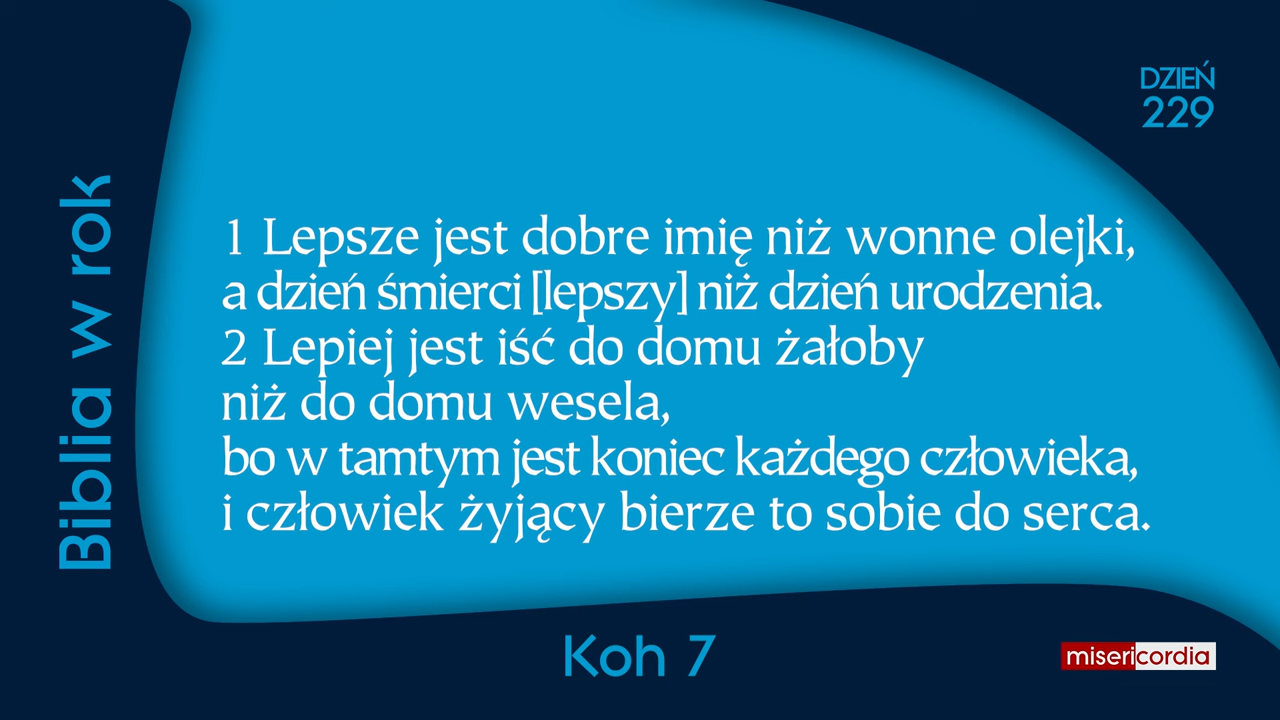 DZIEŃ
229
Biblia w rok
1 Lepsze jest dobre imię niż wonne olejki,
a dzień śmierci [lepszy] niż dzień urodzenia.
2 Lepiej jest iść do domu żałoby
niż do domu wesela,
bo w tamtym jest koniec każdego człowieka,
i człowiek żyjący bierze to sobie do serca.
Koh 7
misericordia